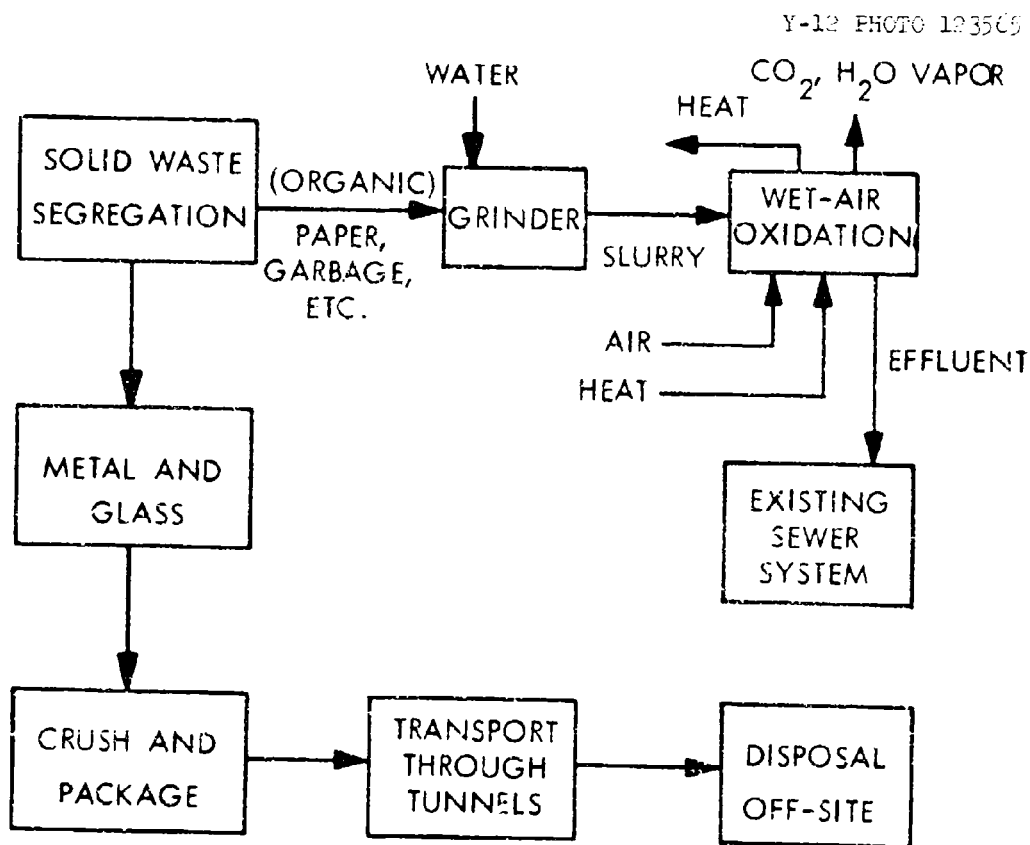 Y-12 PHOTO 123565
WATER
CO2, H2O VAPOR
HEAT
SOLID WASTE
SEGREGATION
(ORGANIC)
PAPER,
GARBAGE,
ETC.
GRINDER
SLURRY
WET-AIR
OXIDATION
AIR
HEAT
EFFLUENT
METAL AND
GLASS
EXISTING
SEWER
SYSTEM
CRUSH AND
PACKAGE
TRANSPORT
THROUGH
TUNNELS
DISPOSAL
OFF-SITE